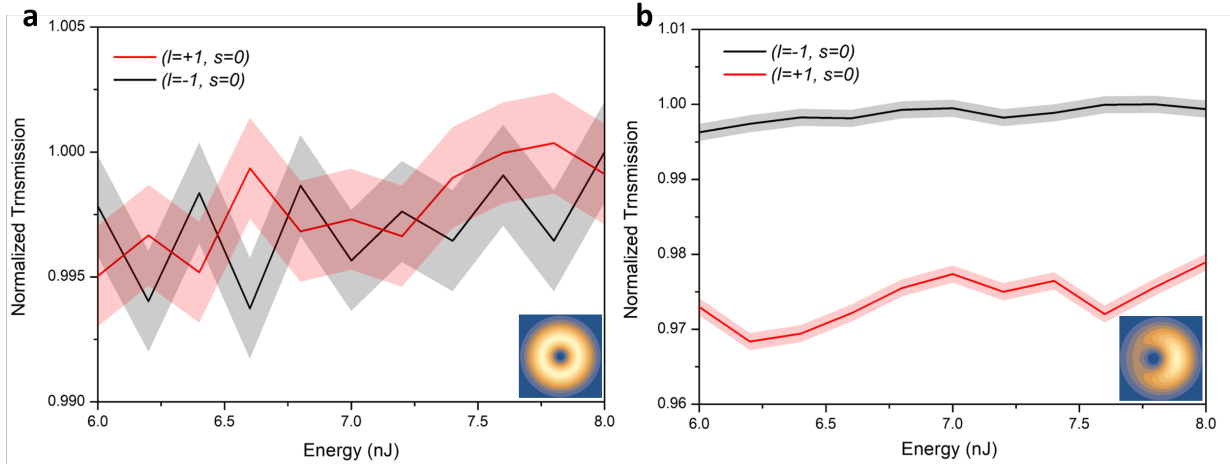 a
1.005
1.000
0.995
0.990
Normalized Trnsmission
(l=+1, s=0)
(l=-1, s=0)
6.0
6.5
7.0
7.5
8.0
Energy (nJ)
b
1.01
1.00
0.99
0.98
0.97
0.96
Normalized Trnsmission
(l=-1, s=0)
(l=+1, s=0)
6.0
6.5
7.0
7.5
8.0
Energy (nJ)